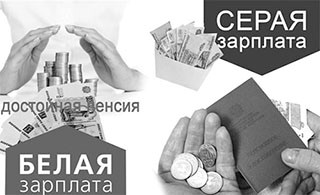 СЕРАЯ
зарплата
достойная пенсия
БЕЛАЯ
зарплата